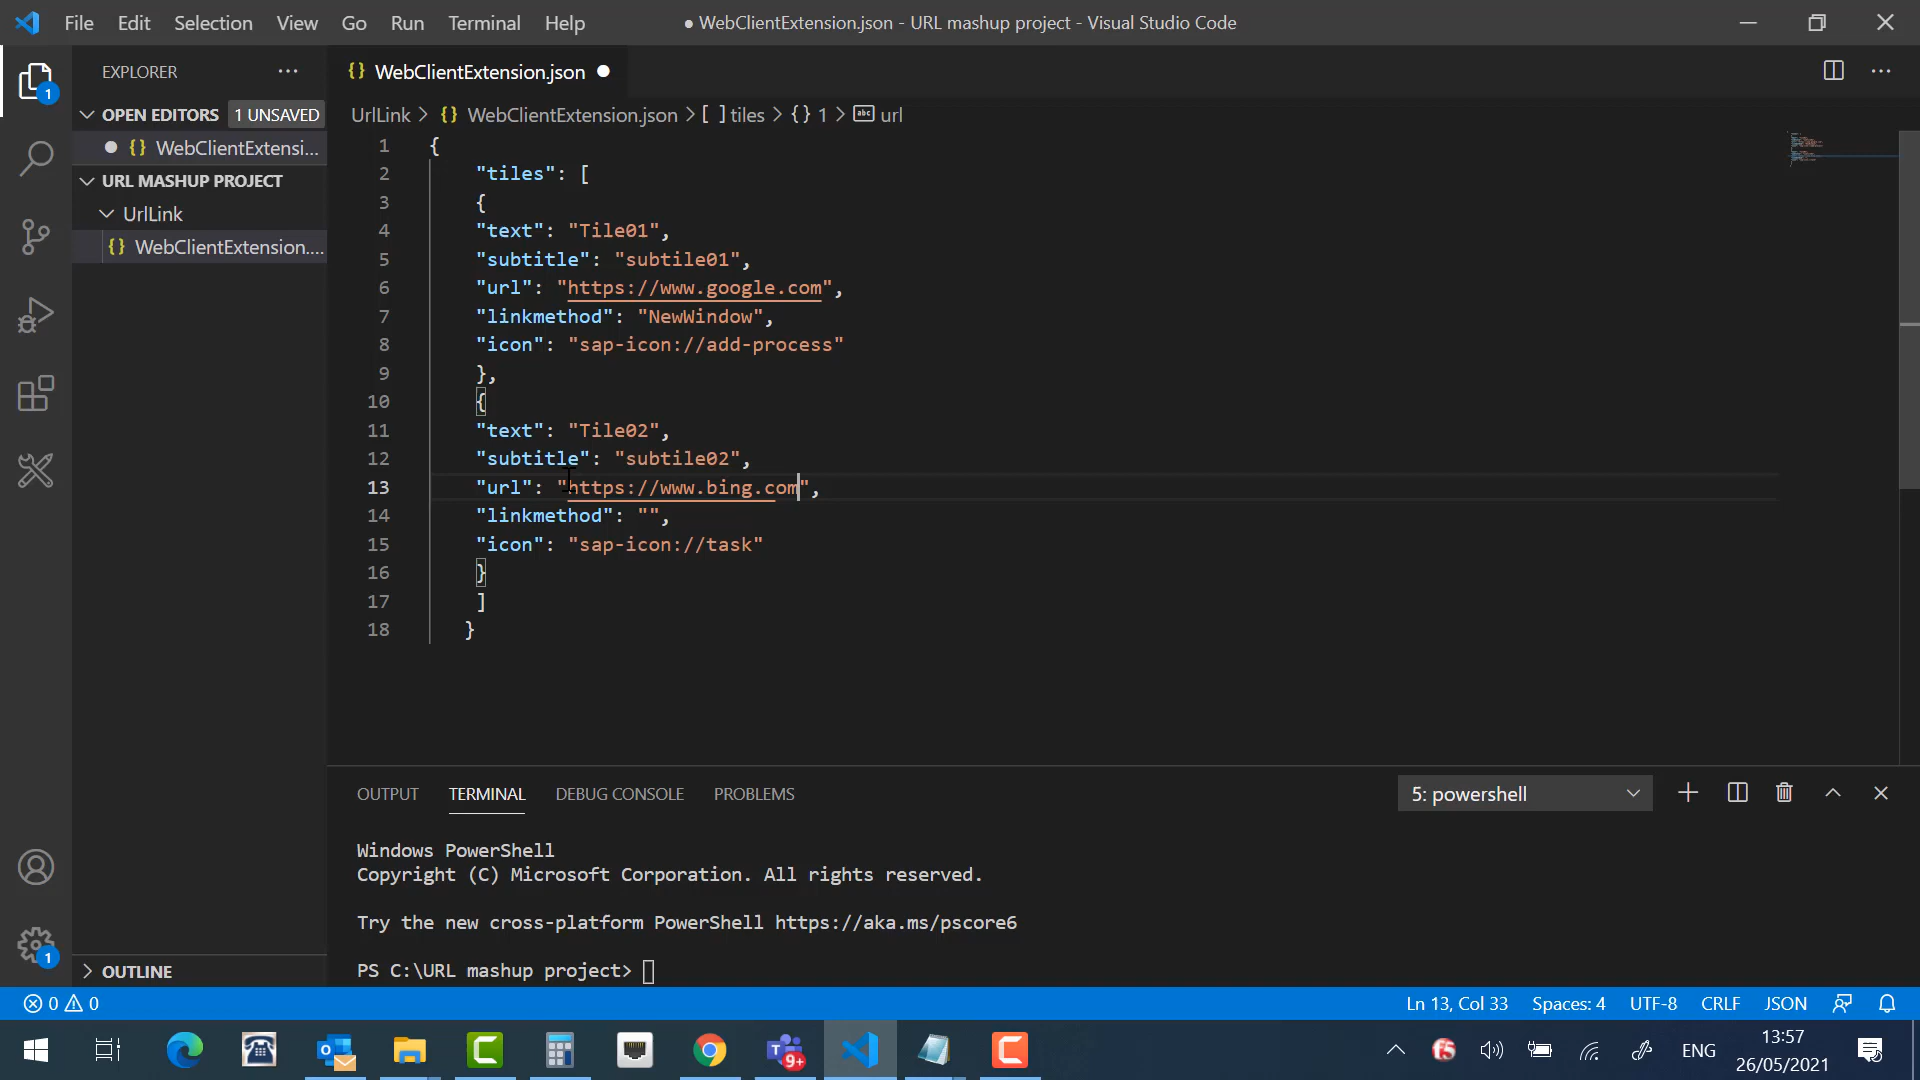 File Edit Selection View Go Run Terminal Help
● WebClientExtension.json - URL mashup project - Visual Studio Code
EXPLORER
OPEN EDITORS 1 UNSAVED
WebClientExtensi...
URL MASHUP PROJECT
UrlLink
WebClientExtension....
OUTLINE
1
1
WebClientExtension.json
UrlLink > {} WebClientExtension.json > [ ] tiles > {} 1 > abc url
1 {
2 "tiles": [
3 {
4 "text": "Tile01",
5 "subtitle": "subtile01",
6 "url": "https://www.google.com",
7 "linkmethod": "NewWindow",
8 "icon": "sap-icon://add-process"
9 },
10 {
11 "text": "Tile02",
12 "subtitle": "subtile02",
13 "url": "https://www.bing.com",
14 "linkmethod": "",
15 "icon": "sap-icon://task"
16 }
17 ]
18 }
OUTPUT TERMINAL DEBUG CONSOLE PROBLEMS
5: powershell
Windows PowerShell
Copyright (C) Microsoft Corporation. All rights reserved.
Try the new cross-platform PowerShell https://aka.ms/pscore6
PS C:\URL mashup project>
0 0
Ln 13, Col 33 Spaces: 4 UTF-8 CRLF JSON
9+
ENG
13:57
26/05/2021